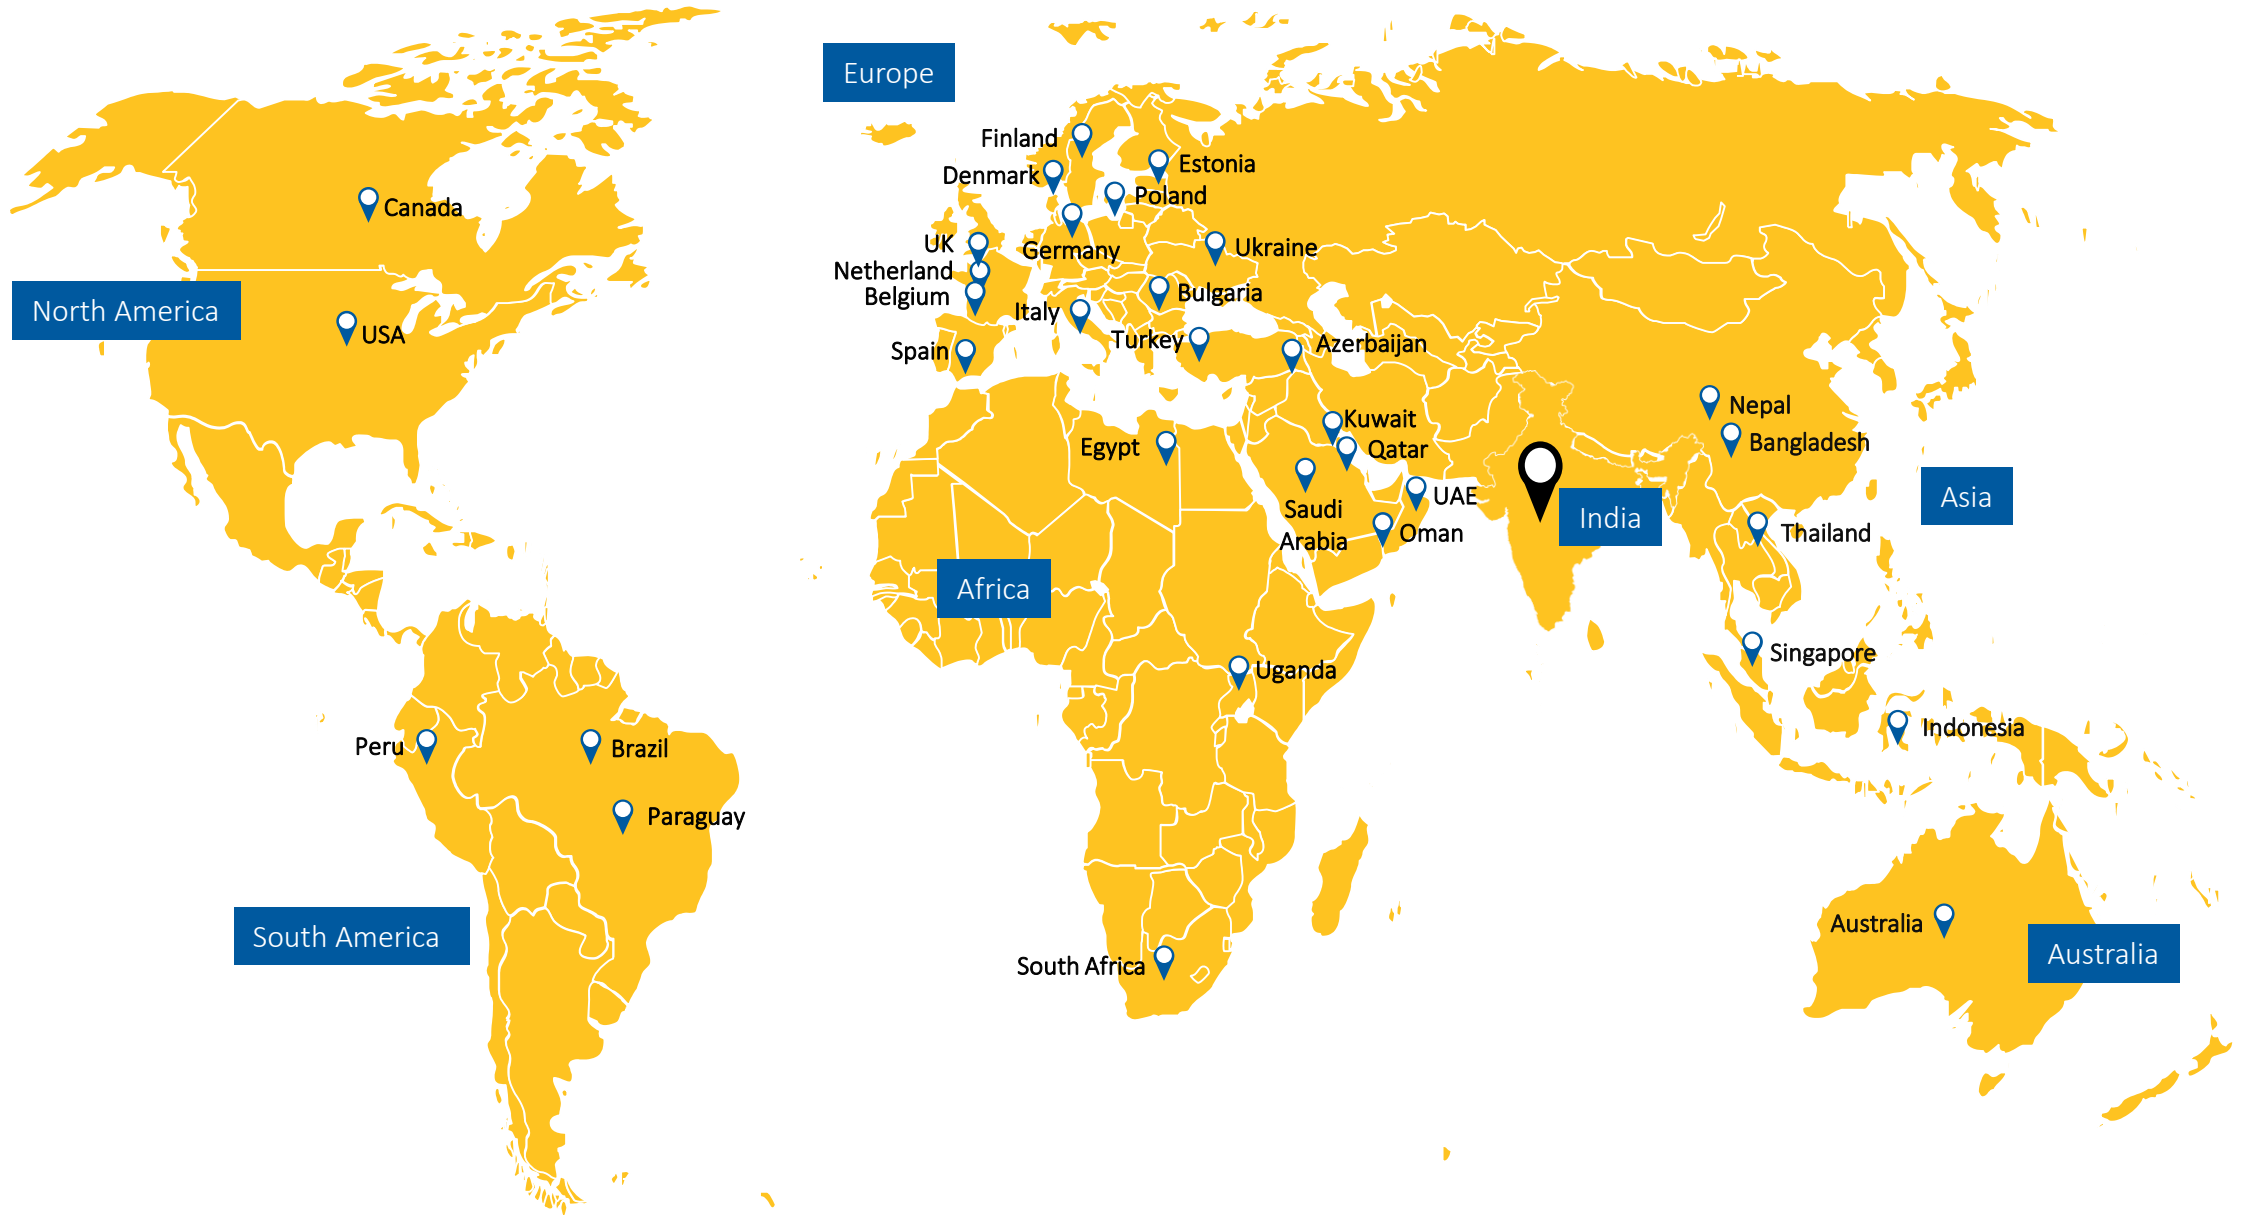 Europe
Finland
Estonia
Denmark
Poland
Canada
UK
Germany
Ukraine
Netherland
Belgium
Bulgaria
North America
Italy
USA
Turkey
Azerbaijan
Spain
Nepal
Kuwait
Bangladesh
Egypt
Qatar
UAE
Asia
Saudi
Arabia
India
Oman
Thailand
Africa
Singapore
Uganda
Indonesia
Peru
Brazil
Paraguay
Australia
South America
Australia
South Africa